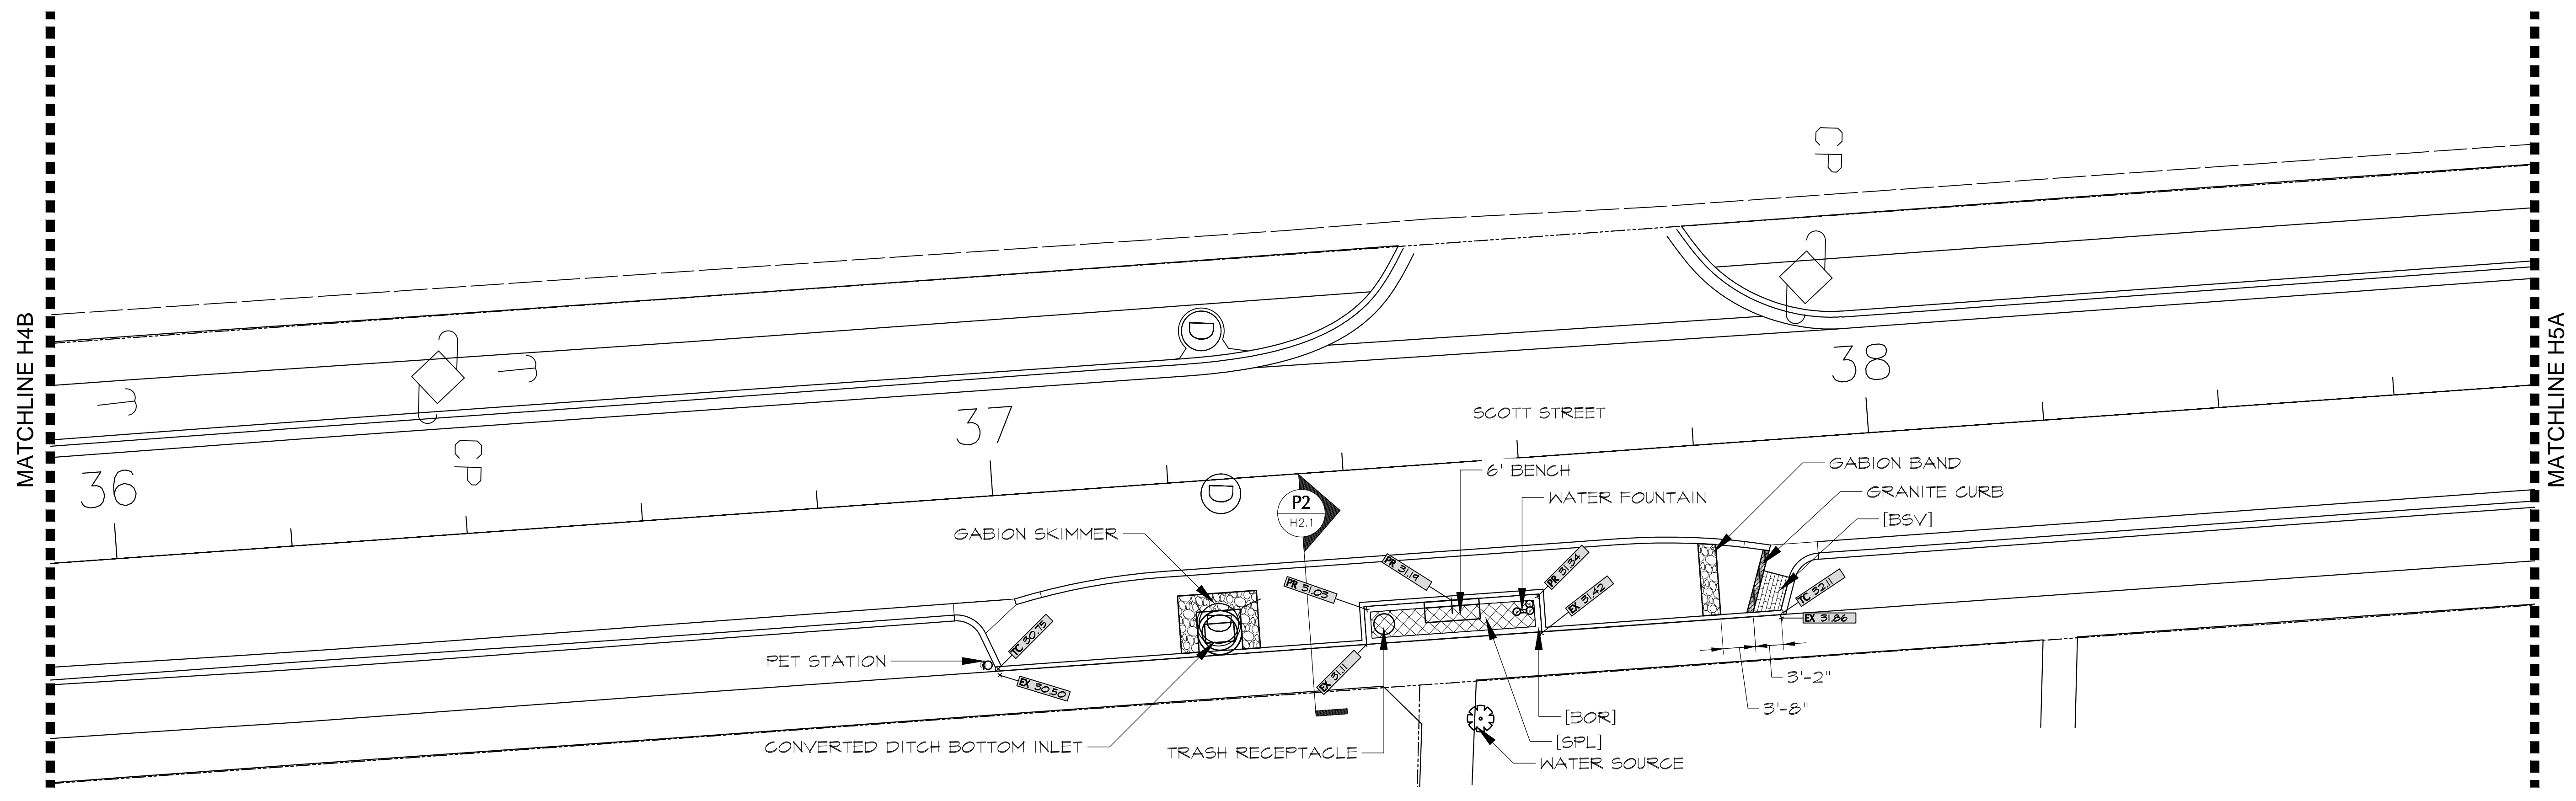 MATCHLINE H4B
MATCHLINE H5A
CP
38
SCOTT STREET
37
CP
36
6' BENCH
GABION BAND
GRANITE CURB
WATER FOUNTAIN
[BSV]
P2
H2.1
D
D
GABION SKIMMER
PR 31.19
PR 31.34
PR 31.03
EX 31.42
TC 32.11
EX 31.86
TC 30.75
PET STATION
EX 30.50
EX 31.11
3'-2"
3'-8"
[BOR]
[SPL]
CONVERTED DITCH BOTTOM INLET
TRASH RECEPTACLE
WATER SOURCE
D